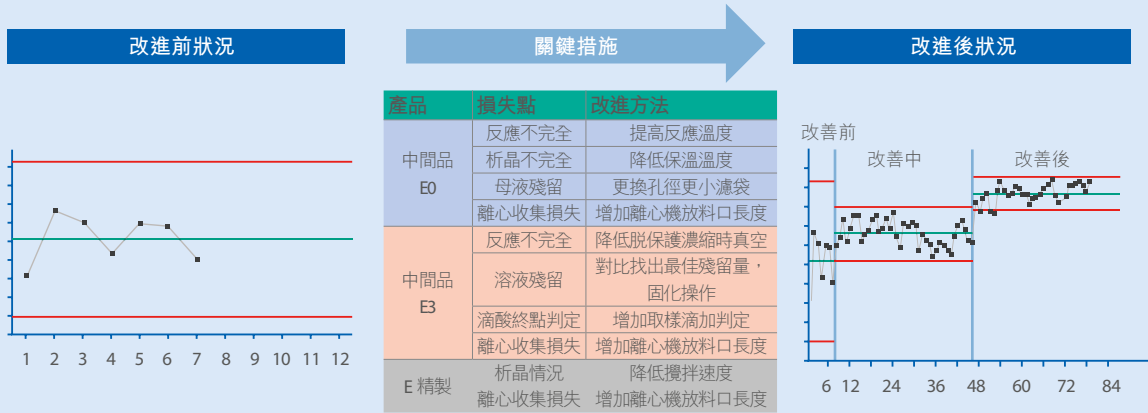 改進前狀況
關鍵措施
改進後狀況
1 2 3 4 5 6 7 8 9 10 11 12
產品 損失點 改進方法
中間品
E0
反應不完全 提高反應溫度
析晶不完全 降低保溫溫度
母液殘留 更換孔徑更小濾袋
離心收集損失 增加離心機放料口長度
中間品
E3
反應不完全 降低脱保護濃縮時真空
溶液殘留 對比找出最佳殘留量，
固化操作
滴酸終點判定 增加取樣滴加判定
離心收集損失 增加離心機放料口長度
E 精製
析晶情況 降低攪拌速度
離心收集損失 增加離心機放料口長度
改善前
改善中
改善後
6 12 24 36 48 60 72 84